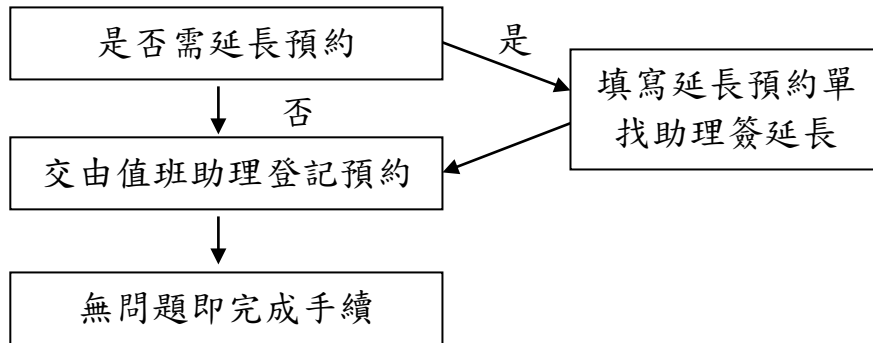 是否需延長預約
是
填寫延長預約單
找助理簽延長
否
交由值班助理登記預約
無問題即完成手續